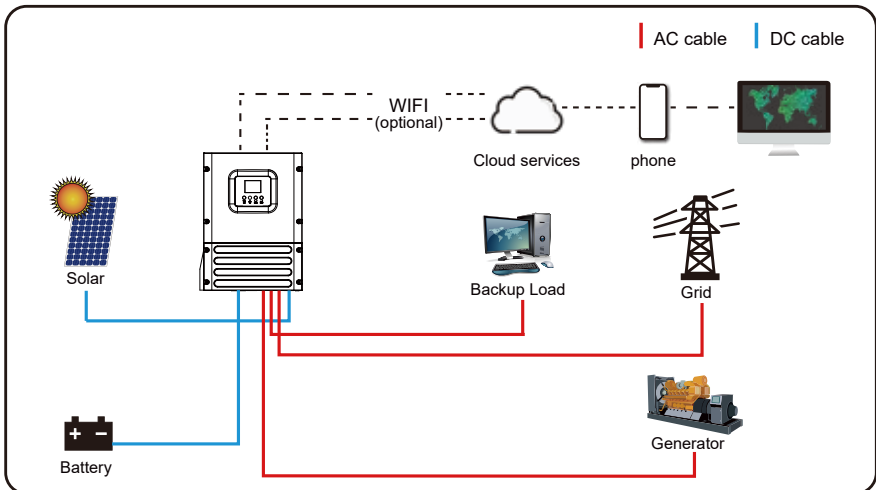 AC cable
DC cable
WIFI
(optional)
Cloud services
phone
Solar
Backup Load
Grid
Battery
Generator